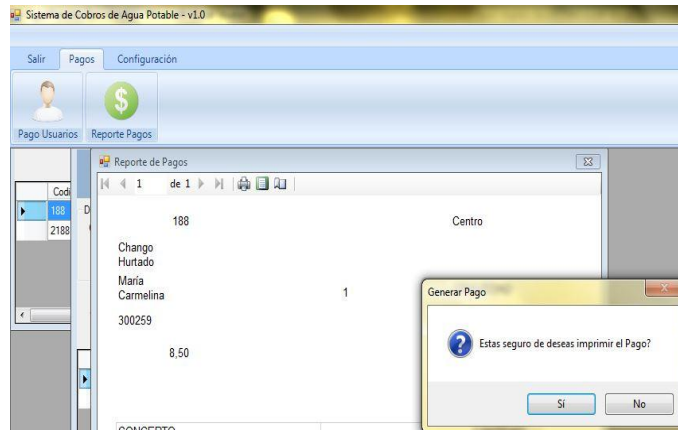 Sistema de Cobros de Agua Potable - v1.0
Salir Pagos Configuración
Pago Usuarios Reporte Pagos
Reporte de Pagos
1 de 1
Codi
188
2188
D
188 Centro
Chango
Hurtado
María
Carmelina
1
300259
8,50
CONCEPTO
Generar Pago
Estas seguro de deseas imprimir el Pago?
Sí No